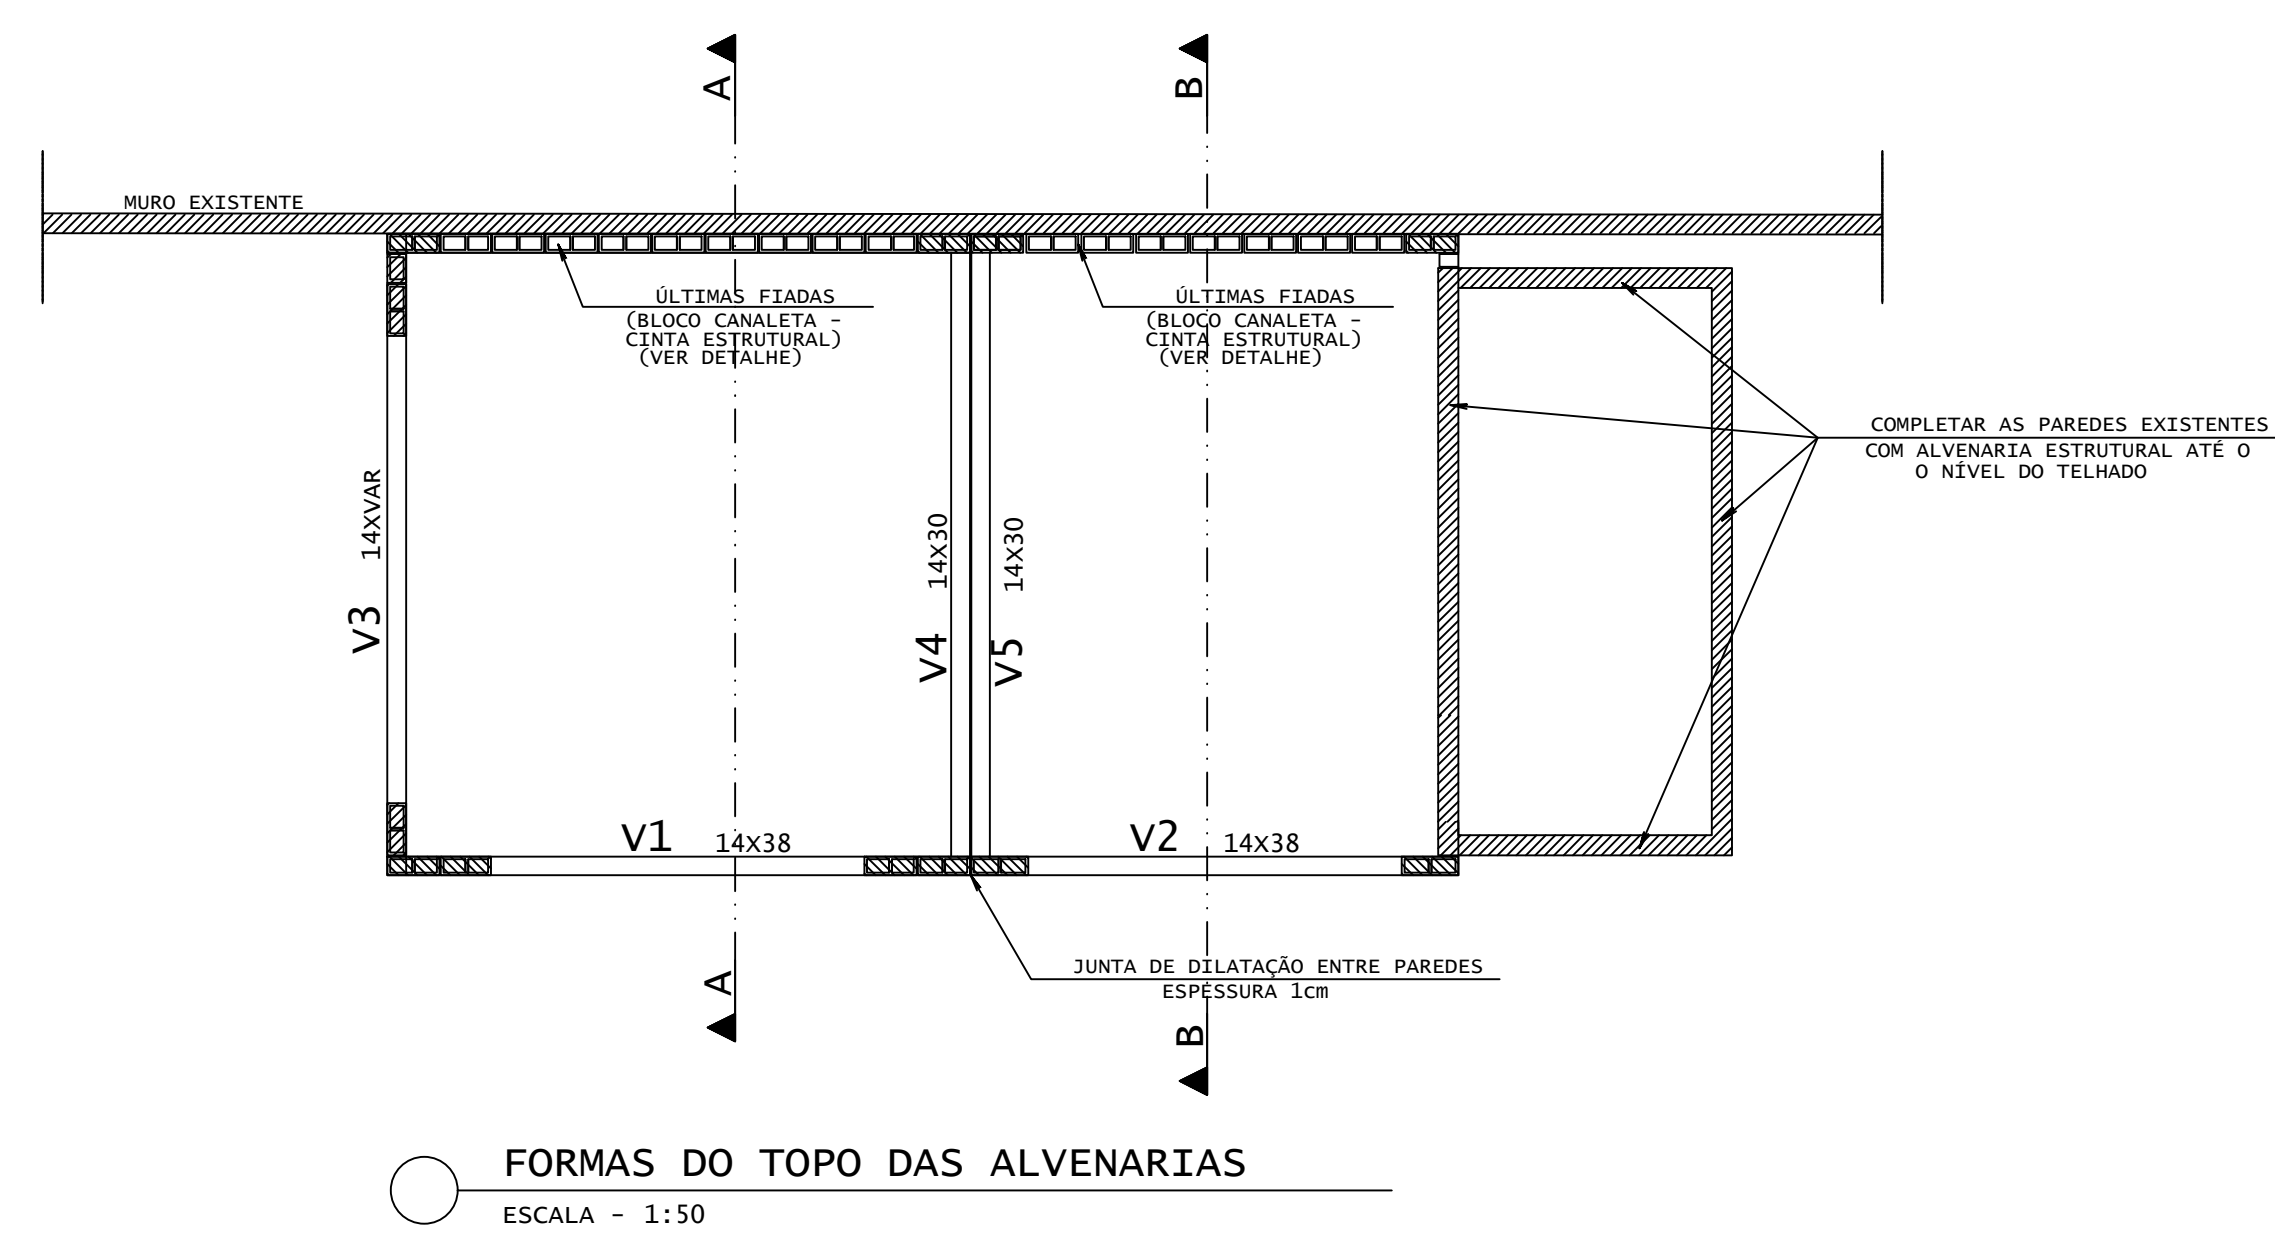 A
B
MURO EXISTENTE
ÚLTIMAS FIADAS
(BLOCO CANALETA -
CINTA ESTRUTURAL)
(VER DETALHE)
ÚLTIMAS FIADAS
(BLOCO CANALETA -
CINTA ESTRUTURAL)
(VER DETALHE)
COMPLETAR AS PAREDES EXISTENTES
COM ALVENARIA ESTRUTURAL ATÉ O
O NÍVEL DO TELHADO
V3 14XVAR
V4 14X30
V5 14X30
V1 14X38
V2 14X38
JUNTA DE DILATAÇÃO ENTRE PAREDES
ESPESSURA 1cm
A
B
FORMAS DO TOPO DAS ALVENARIAS
ESCALA - 1:50